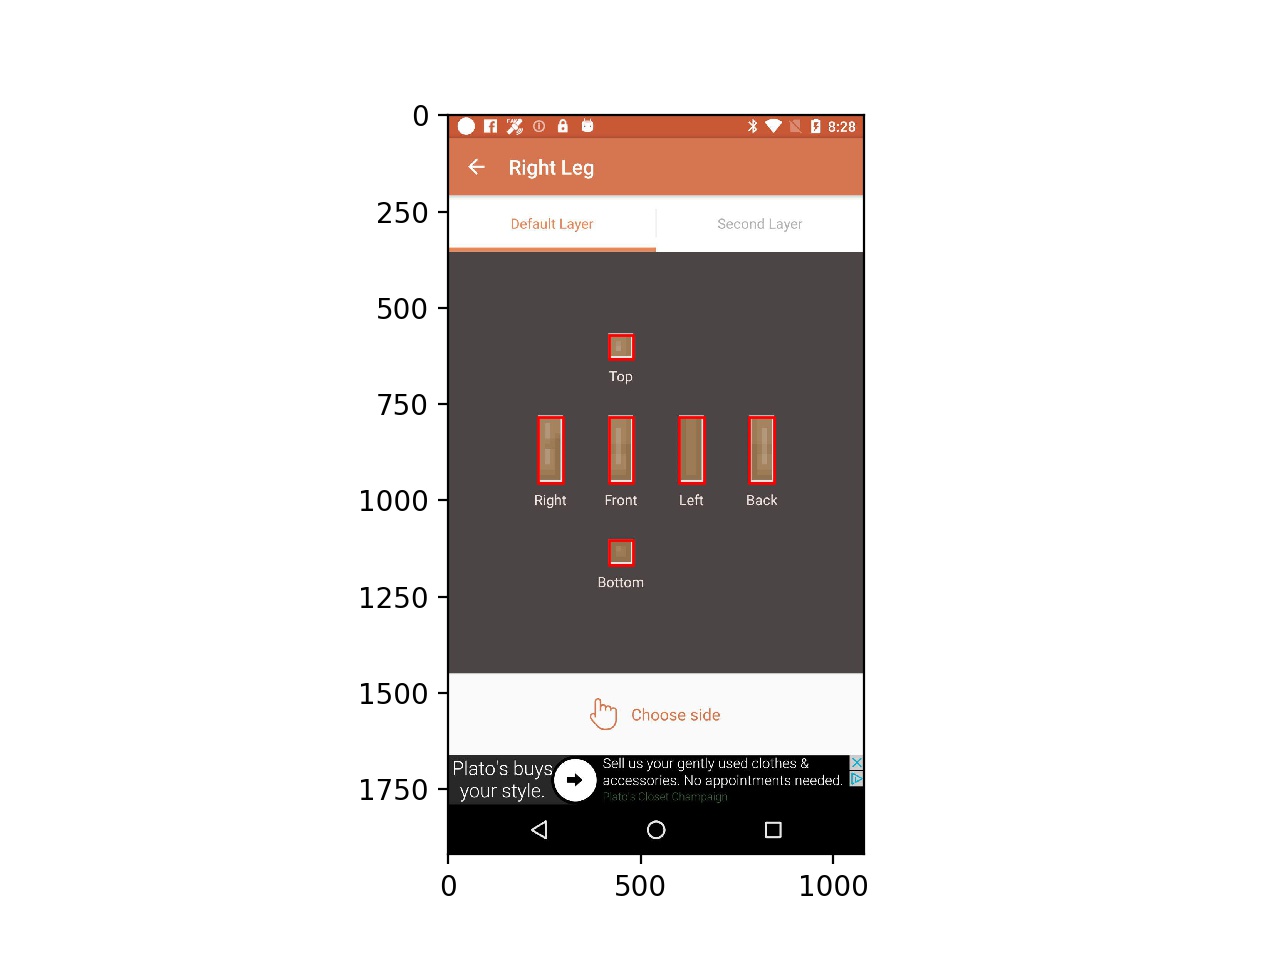 0
250
500
750
1000
1250
1500
1750
8:28
Right Leg
Default Layer
Second Layer
Top
Right
Front
Left
Back
Bottom
Choose side
Plato's buys
your style.
Sell us your gently used clothes &
accessories. No appointments needed.
Plato's Closet Champaign
0
500
1000